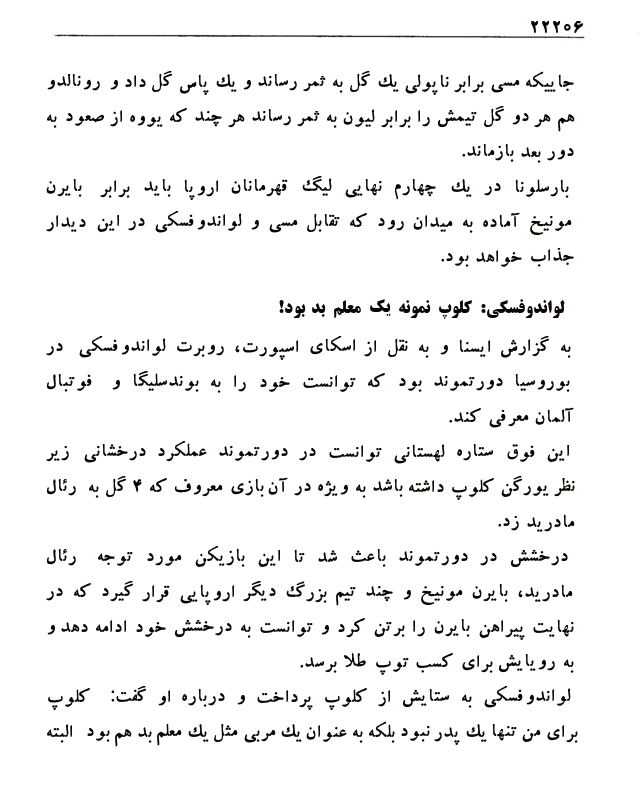 ۲۲۲۰۶
جاییکه مسی برابر ناپولی یك گل به ثمر رساند و یك پاس گل داد و رونالدو
هم هر دو گل تیمش را برابر لیون به ثمر رساند هر چند که یووه از صعود به
دور بعد بازماند.
بارسلونا در یك چهارم نهایی لیگ قهرمانان اروپا باید برابر بایرن
مونیخ آماده به میدان رود که تقابل مسی و لواندوفسکی در این دیدار
جذاب خواهد بود.
لواندوفسکی: کلوپ نمونه یک معلم بد بود!
به گزارش ایسنا و به نقل از اسکای اسپورت، روبرت لواندوفسکی در
بوروسیا دورتموند بود که توانست خود را به بوندسلیگا و فوتبال
آلمان معرفی کند.
این فوق ستاره لهستانی توانست در دورتموند عملکرد درخشانی زیر
نظر یورگن کلوپ داشته باشد به ویژه در آن بازی معروف که ۴ گل به رئال
مادرید زد.
درخشش در دورتموند باعث شد تا این بازیکن مورد توجه رئال
مادرید، بایرن مونیخ و چند تیم بزرگ دیگر اروپایی قرار گیرد که در
نهایت پیراهن بایرن را برتن کرد و توانست به درخشش خود ادامه دهد و
به رویایش برای کسب توپ طلا برسد.
لواندوفسکی به ستایش از کلوپ پرداخت و درباره او گفت: کلوپ
برای من تنها یك پدر نبود بلکه به عنوان یك مربی مثل یك معلم بد هم بود البته